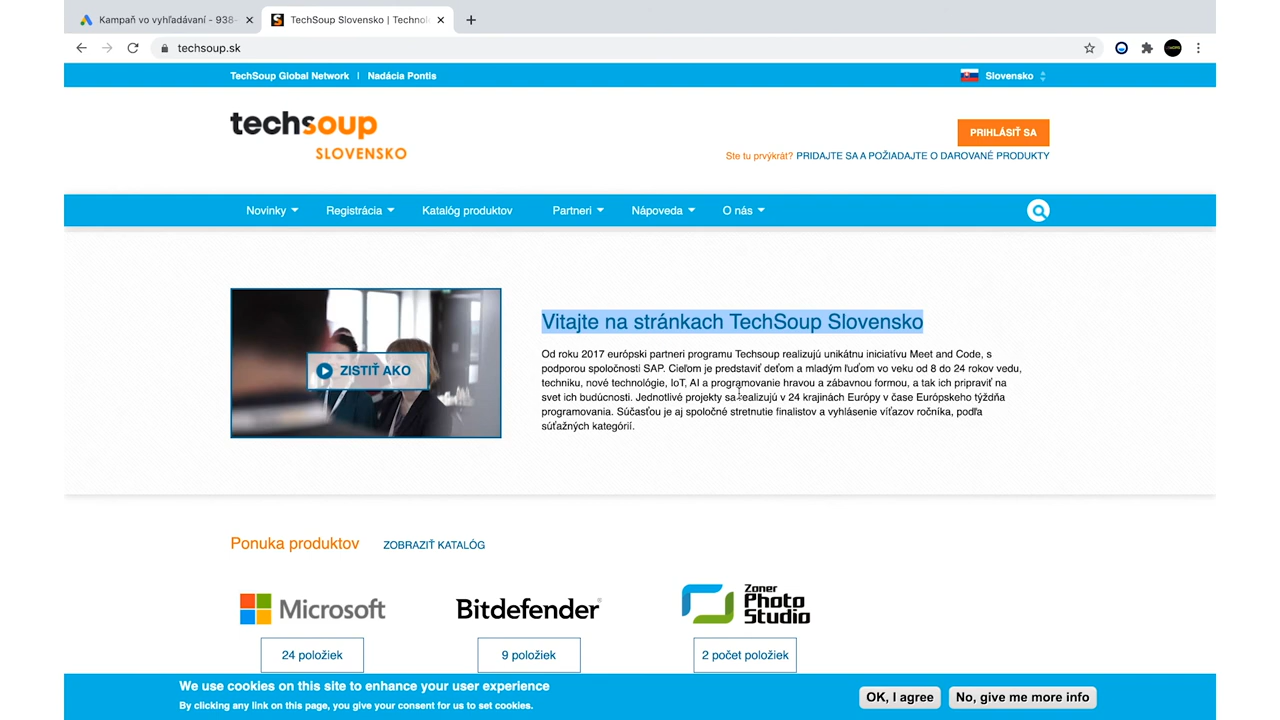 Kampaň vo vyhľadávaní - 938-
TechSoup Slovensko | Technol
techsoup.sk
TechSoup Global Network | Nadácia Pontis
Slovensko
techsoup
SLOVENSKO
PRIHLÁSIŤ SA
Ste tu prvýkrát? PRIDAJTE SA A POŽIADAJTE O DAROVANÉ PRODUKTY
Novinky
Registrácia
Katalóg produktov
Partneri
Nápoveda
O nás
ZISTIŤ AKO
Vitajte na stránkach TechSoup Slovensko
Od roku 2017 európski partneri programu Techsoup realizujú unikátnu iniciatívu Meet and Code, s
podporou spoločnosti SAP. Cieľom je predstaviť deťom a mladým ľuďom vo veku od 8 do 24 rokov vedu,
techniku, nové technológie, IoT, AI a programovanie hravou a zábavnou formou, a tak ich pripraviť na
svet ich budúcnosti. Jednotlivé projekty sa realizujú v 24 krajinách Európy v čase Európskeho týždňa
programovania. Súčasťou je aj spoločné stretnutie finalistov a vyhlásenie víťazov ročníka, podľa
súťažných kategórií.
Ponuka produktov
ZOBRAZIŤ KATALÓG
Microsoft
Bitdefender®
Zoner
Photo
Studio
24 položiek
9 položiek
2 počet položiek
We use cookies on this site to enhance your user experience
By clicking any link on this page, you give your consent for us to set cookies.
OK, I agree
No, give me more info